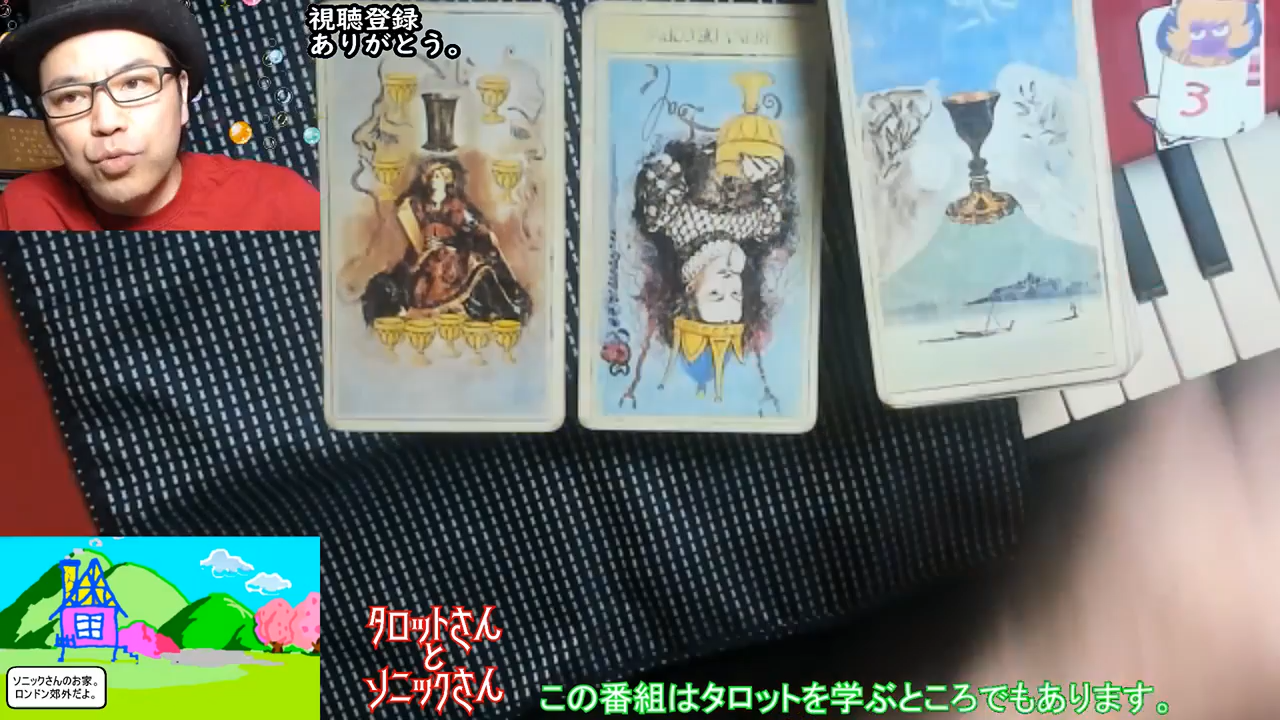 視聴登録
ありがとう。
3
タロットさん
と
ソニックさん
ソニックさんのお家。
ロンドン郊外だよ。
この番組はタロットを学ぶところでもあります。